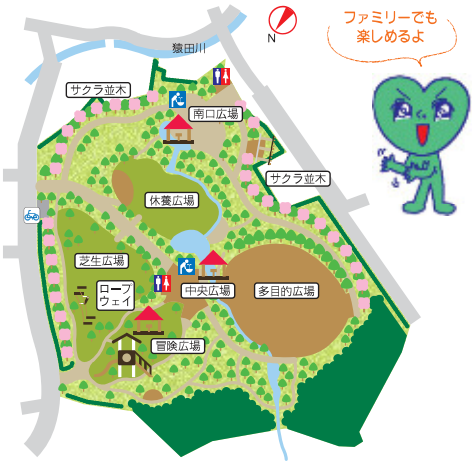 ファミリーでも
楽しめるよ
N
猿田川
サクラ並木
南口広場
サクラ並木
休養広場
芝生広場
ロープ
ウェイ
中央広場
多目的広場
冒険広場